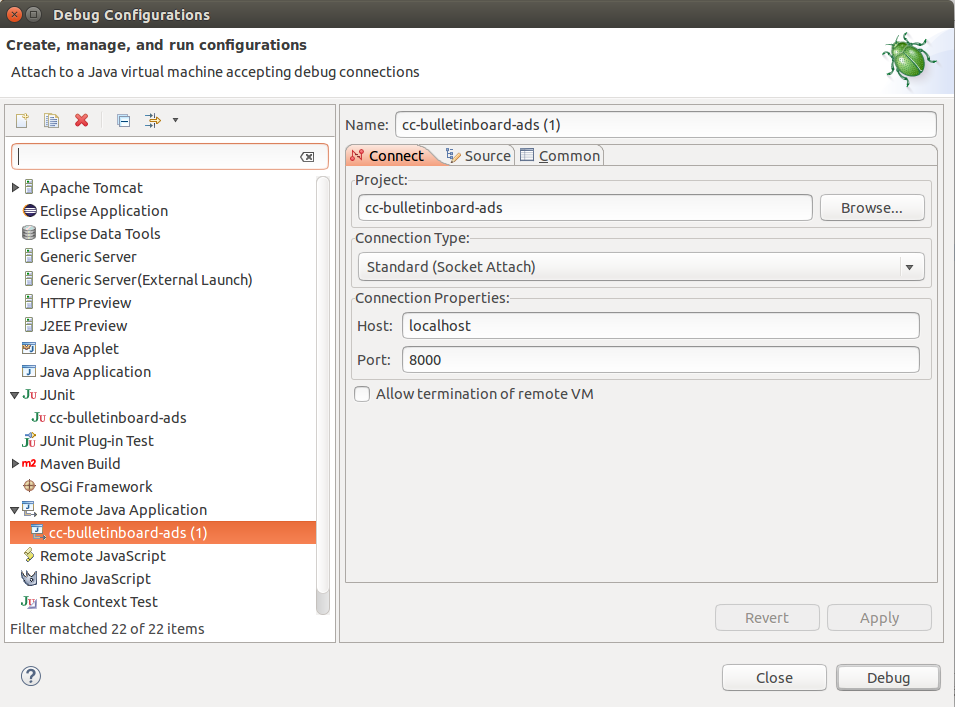 Debug Configurations
Create, manage, and run configurations
Attach to a Java virtual machine accepting debug connections
Apache Tomcat
Eclipse Application
Eclipse Data Tools
Generic Server
Generic Server(External Launch)
HTTP Preview
J2EE Preview
Java Applet
Java Application
JUnit
cc-bulletinboard-ads
JUnit Plug-in Test
Maven Build
OSGi Framework
Remote Java Application
cc-bulletinboard-ads (1)
Remote JavaScript
Rhino JavaScript
Task Context Test
Filter matched 22 of 22 items
Name: cc-bulletinboard-ads (1)
Connect Source Common
Project:
cc-bulletinboard-ads Browse...
Connection Type:
Standard (Socket Attach)
Connection Properties:
Host: localhost
Port: 8000
Allow termination of remote VM
Revert Apply
Close Debug